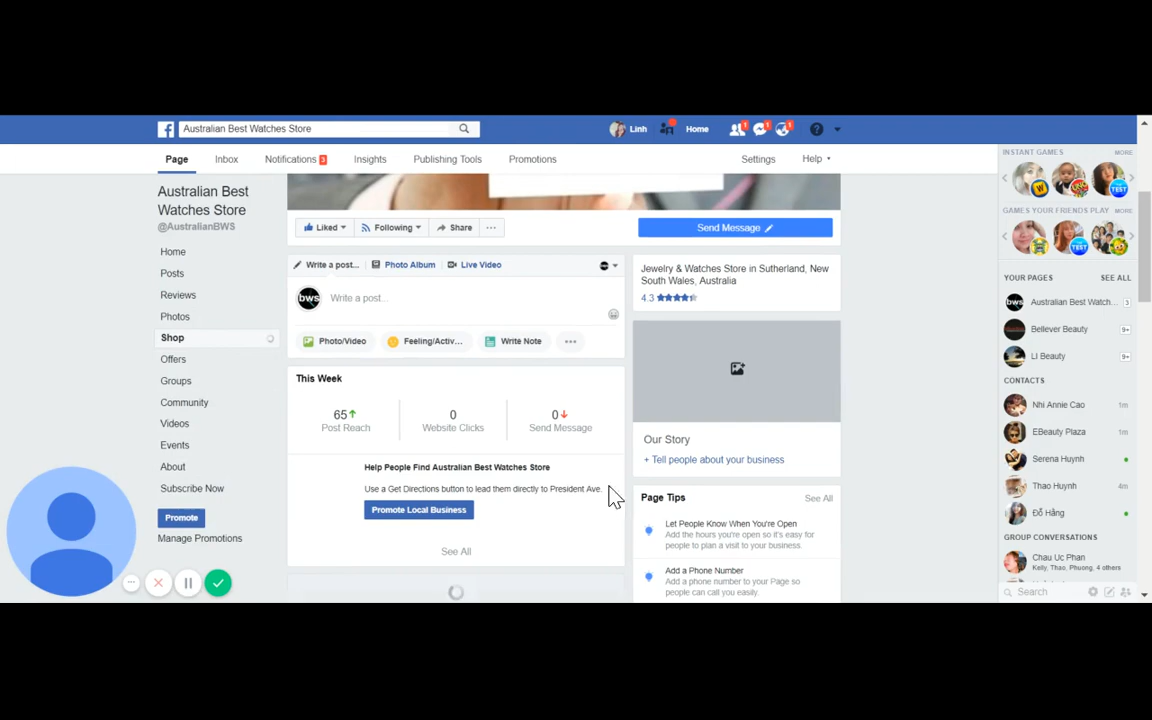 Australian Best Watches Store
Linh
Home
1
1
1
Page
Inbox
Notifications 3
Insights
Publishing Tools
Promotions
Settings
Help
Australian Best
Watches Store
@AustralianBWS
Home
Posts
Reviews
Photos
Shop
Offers
Groups
Community
Videos
Events
About
Subscribe Now
Promote
Manage Promotions
Liked
Following
Share
...
Send Message
Write a post...
Photo Album
Live Video
bws
Write a post...
Photo/Video
Feeling/Activ...
Write Note
This Week
65
Post Reach
0
Website Clicks
0
Send Message
Help People Find Australian Best Watches Store
Use a Get Directions button to lead them directly to President Ave.
Promote Local Business
See All
Jewelry & Watches Store in Sutherland, New
South Wales, Australia
4.3
Our Story
+ Tell people about your business
Page Tips
See All
Let People Know When You're Open
Add the hours you're open so it's easy for
people to plan a visit to your business.
Add a Phone Number
Add a phone number to your Page so
people can call you easily.
INSTANT GAMES
MORE
W
TEST
GAMES YOUR FRIENDS PLAY
MORE
TEST
YOUR PAGES
SEE ALL
Australian Best Watch...
3
Bellever Beauty
9+
LI Beauty
9+
CONTACTS
Nhi Annie Cao
1m
EBeauty Plaza
1m
Serena Huynh
Thao Huynh
4m
Đỗ Hằng
GROUP CONVERSATIONS
Chau Uc Phan
Kelly, Thao, Phuong, 4 others
Search